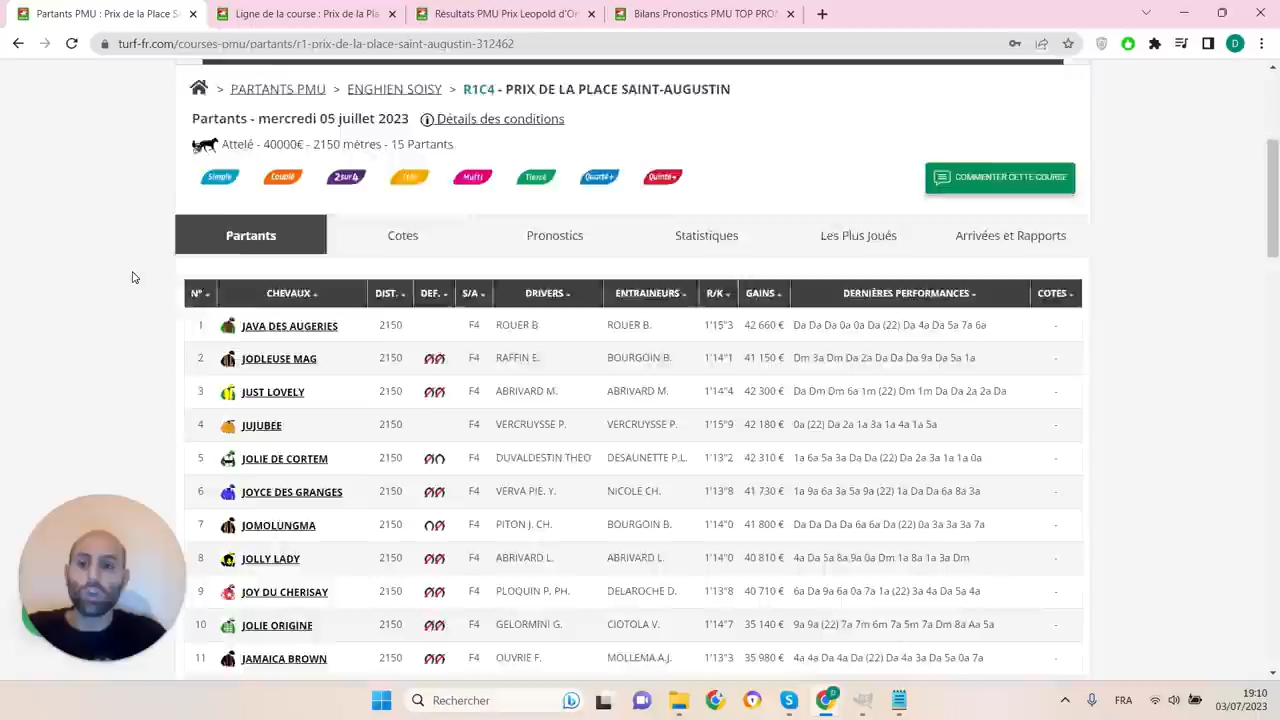 Partants PMU : Prix de la Place S
Ligne de la course : 05 juillet 20
Résultats PMU Prix Leopold d'Or
Bilans Pronostics PMU TOP PRO
turf-fr.com/courses-pmu/partants/r1-prix-de-la-place-saint-augustin-312462
D
> PARTANTS PMU > ENGHIEN SOISY > R1C4 - PRIX DE LA PLACE SAINT-AUGUSTIN
Partants - mercredi 05 juillet 2023 Détails des conditions
Attelé - 40000€ - 2150 mètres - 15 Partants
Simple Couplé 2sur4 Trio Multi Tiercé Quarté+ Quinté+
COMMENTER CETTE COURSE
Partants Cotes Pronostics Statistiques Les Plus Joués Arrivées et Rapports
N° CHEVAUX DIST. DEF. S/A DRIVERS ENTRAINEURS R/K GAINS DERNIÈRES PERFORMANCES COTES
1 JAVA DES AUGERIES 2150 F4 ROUER B. ROUER B. 1'15"3 42 660 € Da Da Da 0a 0a Da (22) Da 4a Da 5a 7a 6a -
2 JODLEUSE MAG 2150 F4 RAFFIN E. BOURGOIN B. 1'14"1 41 150 € Dm 3a Dm Da 2a Da Da Da 9a Da 5a 1a -
3 JUST LOVELY 2150 F4 ABRIVARD M. ABRIVARD M. 1'14"4 42 300 € Da Dm Dm 6a 1m (22) Dm 1m Da Da 2a 2a Da -
4 JUJUBEE 2150 F4 VERCRUYSSE P. VERCRUYSSE P. 1'15"9 42 180 € 0a (22) Da 2a 1a 3a 1a 4a 1a 5a -
5 JOLIE DE CORTEM 2150 F4 DUVALDESTIN THEO DESAUNETTE P.L. 1'13"2 42 310 € 1a 6a 5a 3a Da Da (22) Da 2a 3a 1a 1a 0a -
6 JOYCE DES GRANGES 2150 F4 VERVA PIE. Y. NICOLE CH. 1'13"8 41 730 € 1a 9a 6a 3a 5a 9a (22) 1a Da Da 6a 8a 3a -
7 JOMOLUNGMA 2150 F4 PITON J. CH. BOURGOIN B. 1'14"0 41 800 € Da Da Da Da 6a 6a Da (22) 0a 3a 3a 3a 7a -
8 JOLLY LADY 2150 F4 ABRIVARD L. ABRIVARD L. 1'14"0 40 810 € 4a Da 5a 8a 9a 0a Dm 1a 8a 1a 3a Dm -
9 JOY DU CHERISAY 2150 F4 PLOQUIN P. PH. DELAROCHE D. 1'13"8 40 710 € 6a Da 9a 6a 0a 7a 1a (22) 3a 4a Da 5a 4a -
10 JOLIE ORIGINE 2150 F4 GELORMINI G. CIOTOLA V. 1'14"7 35 140 € 9a 9a (22) 7a 7m 6m 7a 5m 7a Dm 8a Aa 5a -
11 JAMAICA BROWN 2150 F4 OUVRIE F. MOLLEMA A.J. 1'13"3 35 980 € 4a 4a Da 4a Da (22) Da 4a 3a Da 5a 0a 7a -
Rechercher
FRA
19:10
03/07/2023